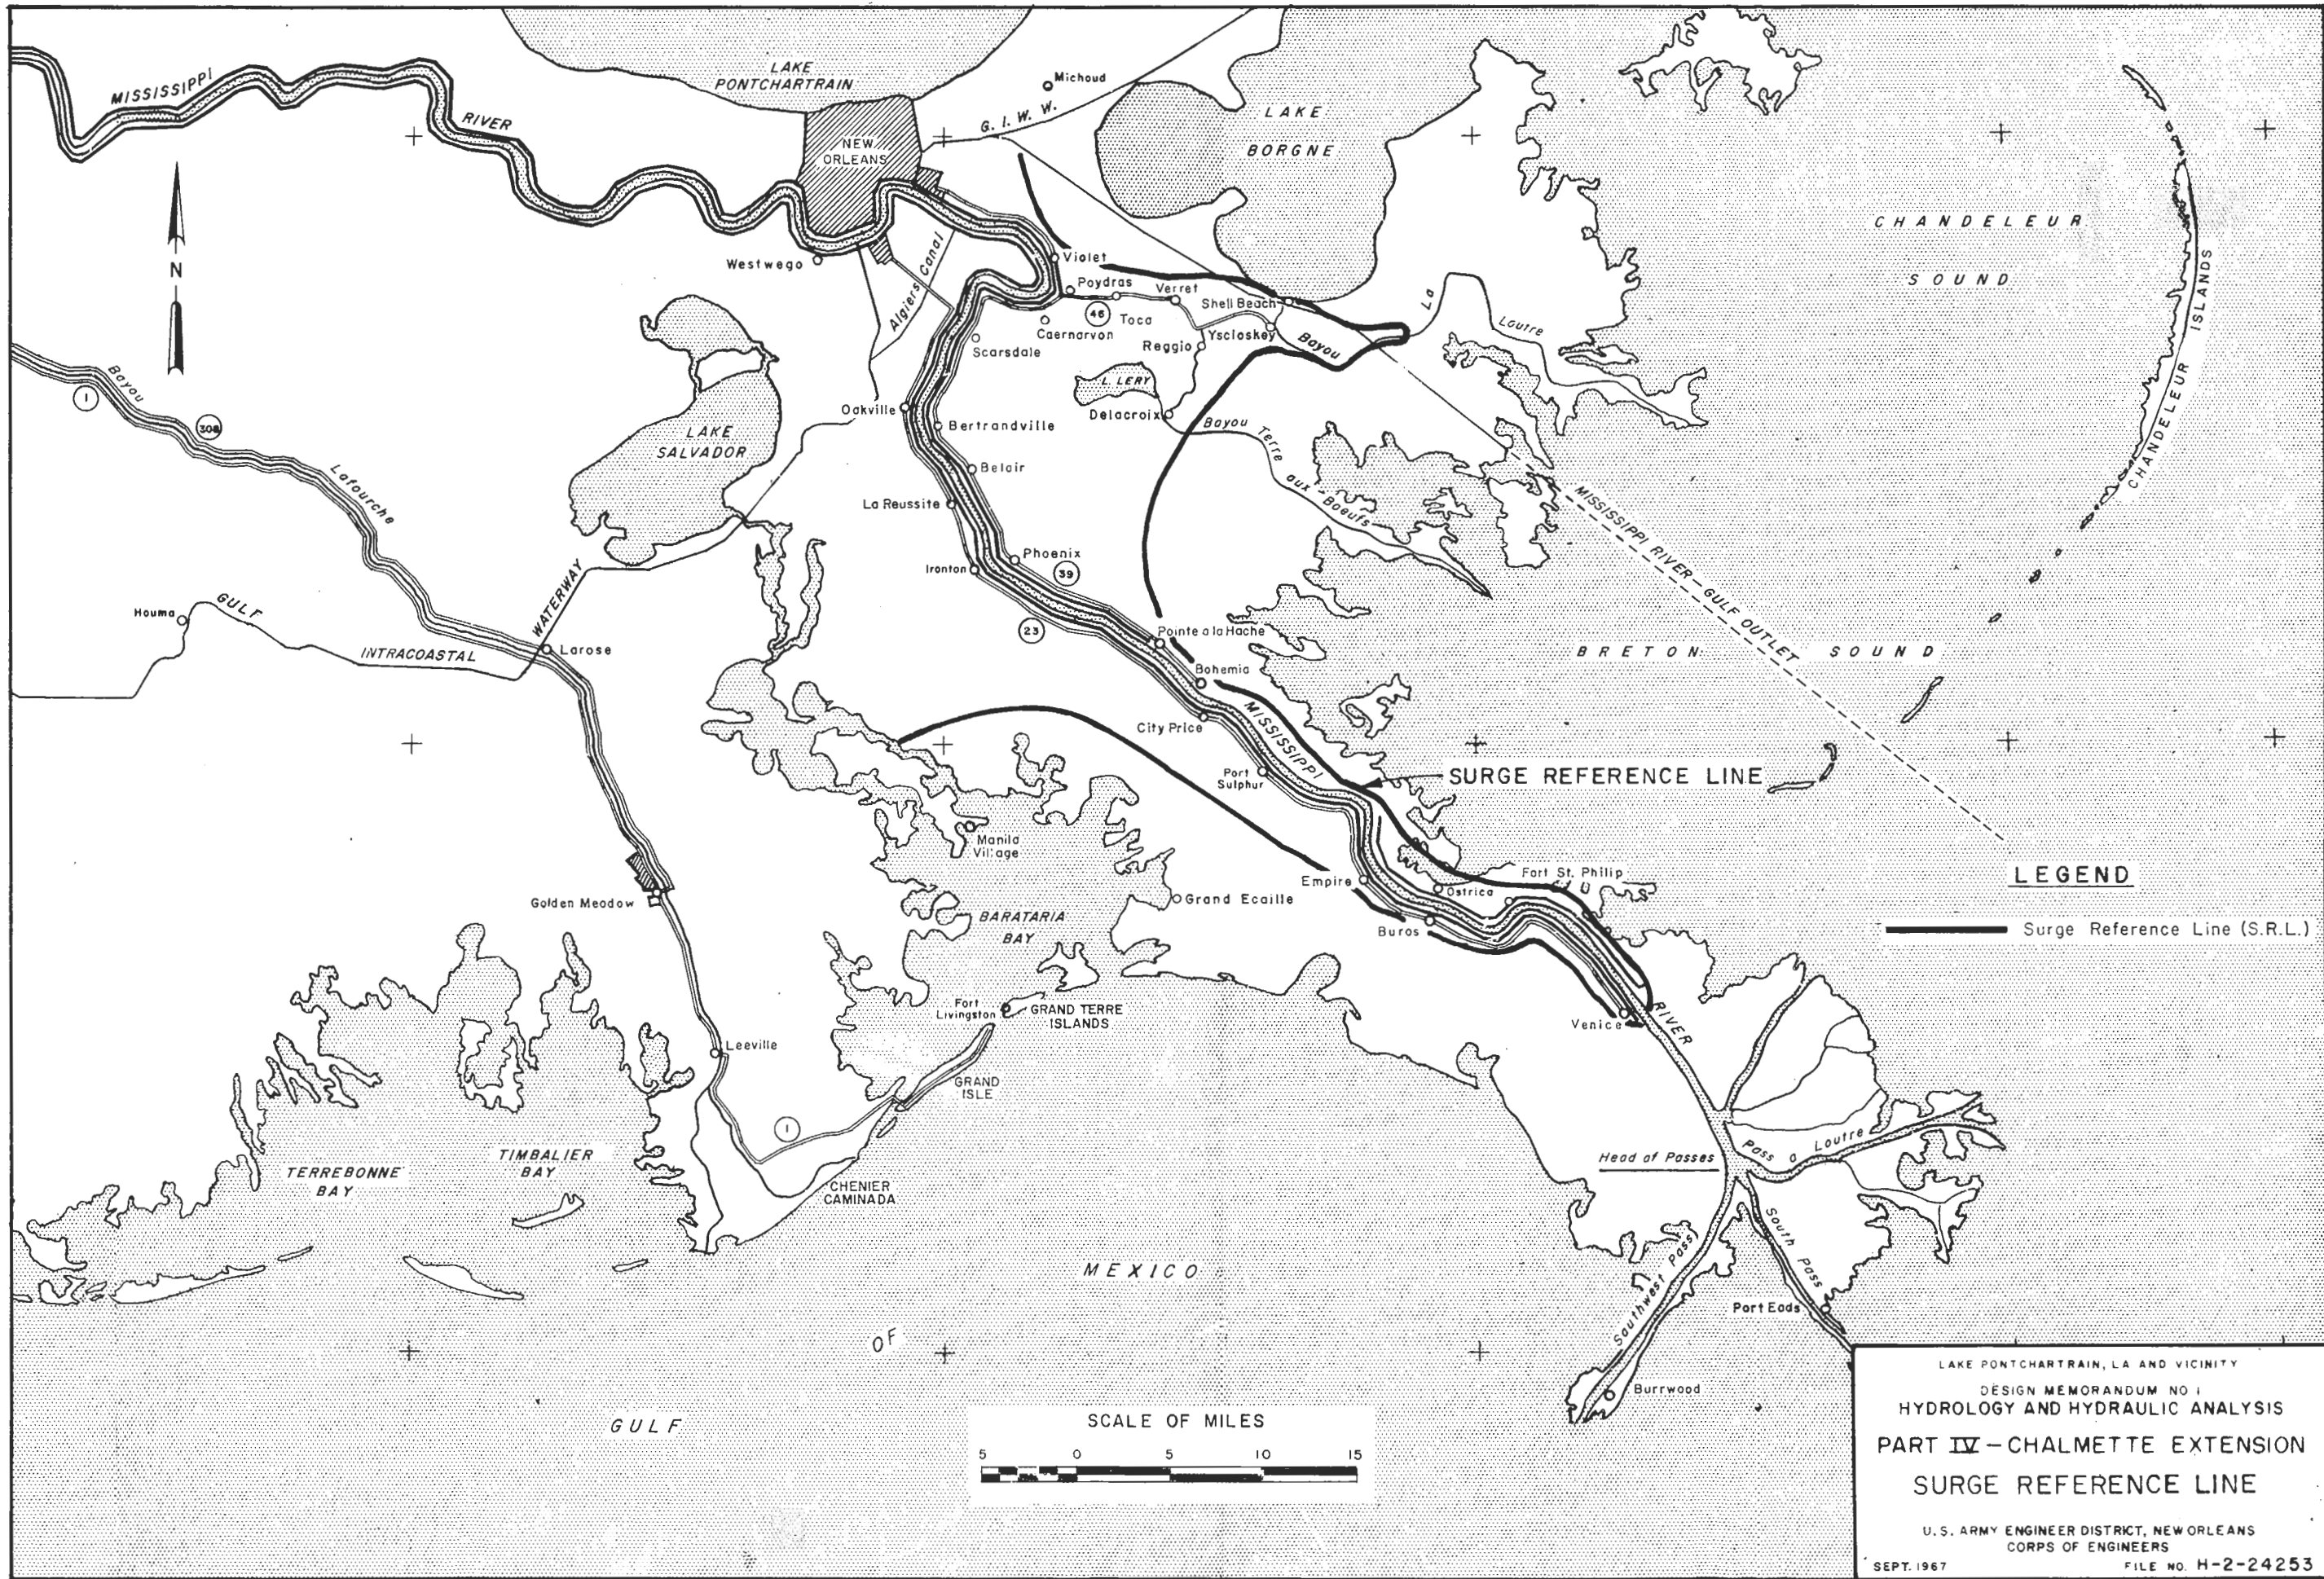 LAKE
PONTCHARTRAIN
Michoud
MISSISSIPPI
RIVER
G. I. W. W.
LAKE
BORGNE
NEW
ORLEANS
CHANDELEUR
SOUND
CHANDELEUR ISLANDS
N
Westwego
Algiers Canal
Violet
Poydras
Verret
Shell Beach
La
Loutre
46
Toca
Caernarvon
Yscloskey
Bayou
Scarsdale
Reggio
L. LERY
Delacroix
Bayou Terre aux Boeufs
Oakville
Bertrandville
Belair
La Reussite
LAKE
SALVADOR
Bayou
1
308
Lafourche
Phoenix
39
Ironton
23
MISSISSIPPI RIVER-GULF OUTLET
Houma
GULF
INTRACOASTAL
WATERWAY
Larose
Pointe a la Hache
Bohemia
BRETON SOUND
City Price
MISSISSIPPI
Port
Sulphur
SURGE REFERENCE LINE
Manila
Village
Golden Meadow
Empire
Ostrica
Fort St. Philip
Grand Ecaille
BARATARIA
BAY
Buras
LEGEND
Surge Reference Line (S.R.L.)
Fort
Livingston
GRAND TERRE
ISLANDS
Venice
RIVER
Leeville
GRAND
ISLE
1
TERREBONNE
BAY
TIMBALIER
BAY
CHENIER
CAMINADA
Head of Passes
Pass a Loutre
South Pass
Southwest Pass
Port Eads
Burrwood
MEXICO
OF
GULF
SCALE OF MILES
5 0 5 10 15
LAKE PONTCHARTRAIN, LA AND VICINITY
DESIGN MEMORANDUM NO 1
HYDROLOGY AND HYDRAULIC ANALYSIS
PART IV – CHALMETTE EXTENSION
SURGE REFERENCE LINE
U.S. ARMY ENGINEER DISTRICT, NEW ORLEANS
CORPS OF ENGINEERS
SEPT. 1967 FILE NO. H-2-24253